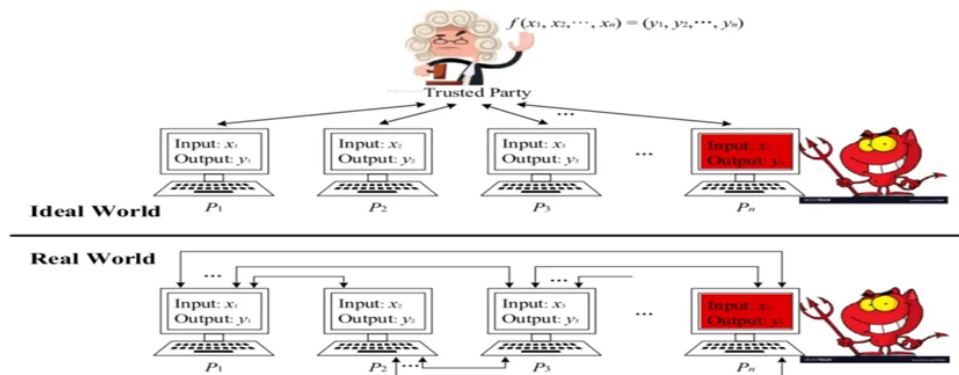 f(x₁, x₂,⋯, xₙ) = (y₁, y₂,⋯, yₙ)
Trusted Party
...
Input: x₁
Output: y₁
Input: x₂
Output: y₂
Input: x₃
Output: y₃
...
Input: xₙ
Output: yₙ
P₁
P₂
P₃
Pₙ
Ideal World
Real World
...
...
Input: x₁
Output: y₁
Input: x₂
Output: y₂
Input: x₃
Output: y₃
...
Input: xₙ
Output: yₙ
P₁
P₂
...
P₃
Pₙ